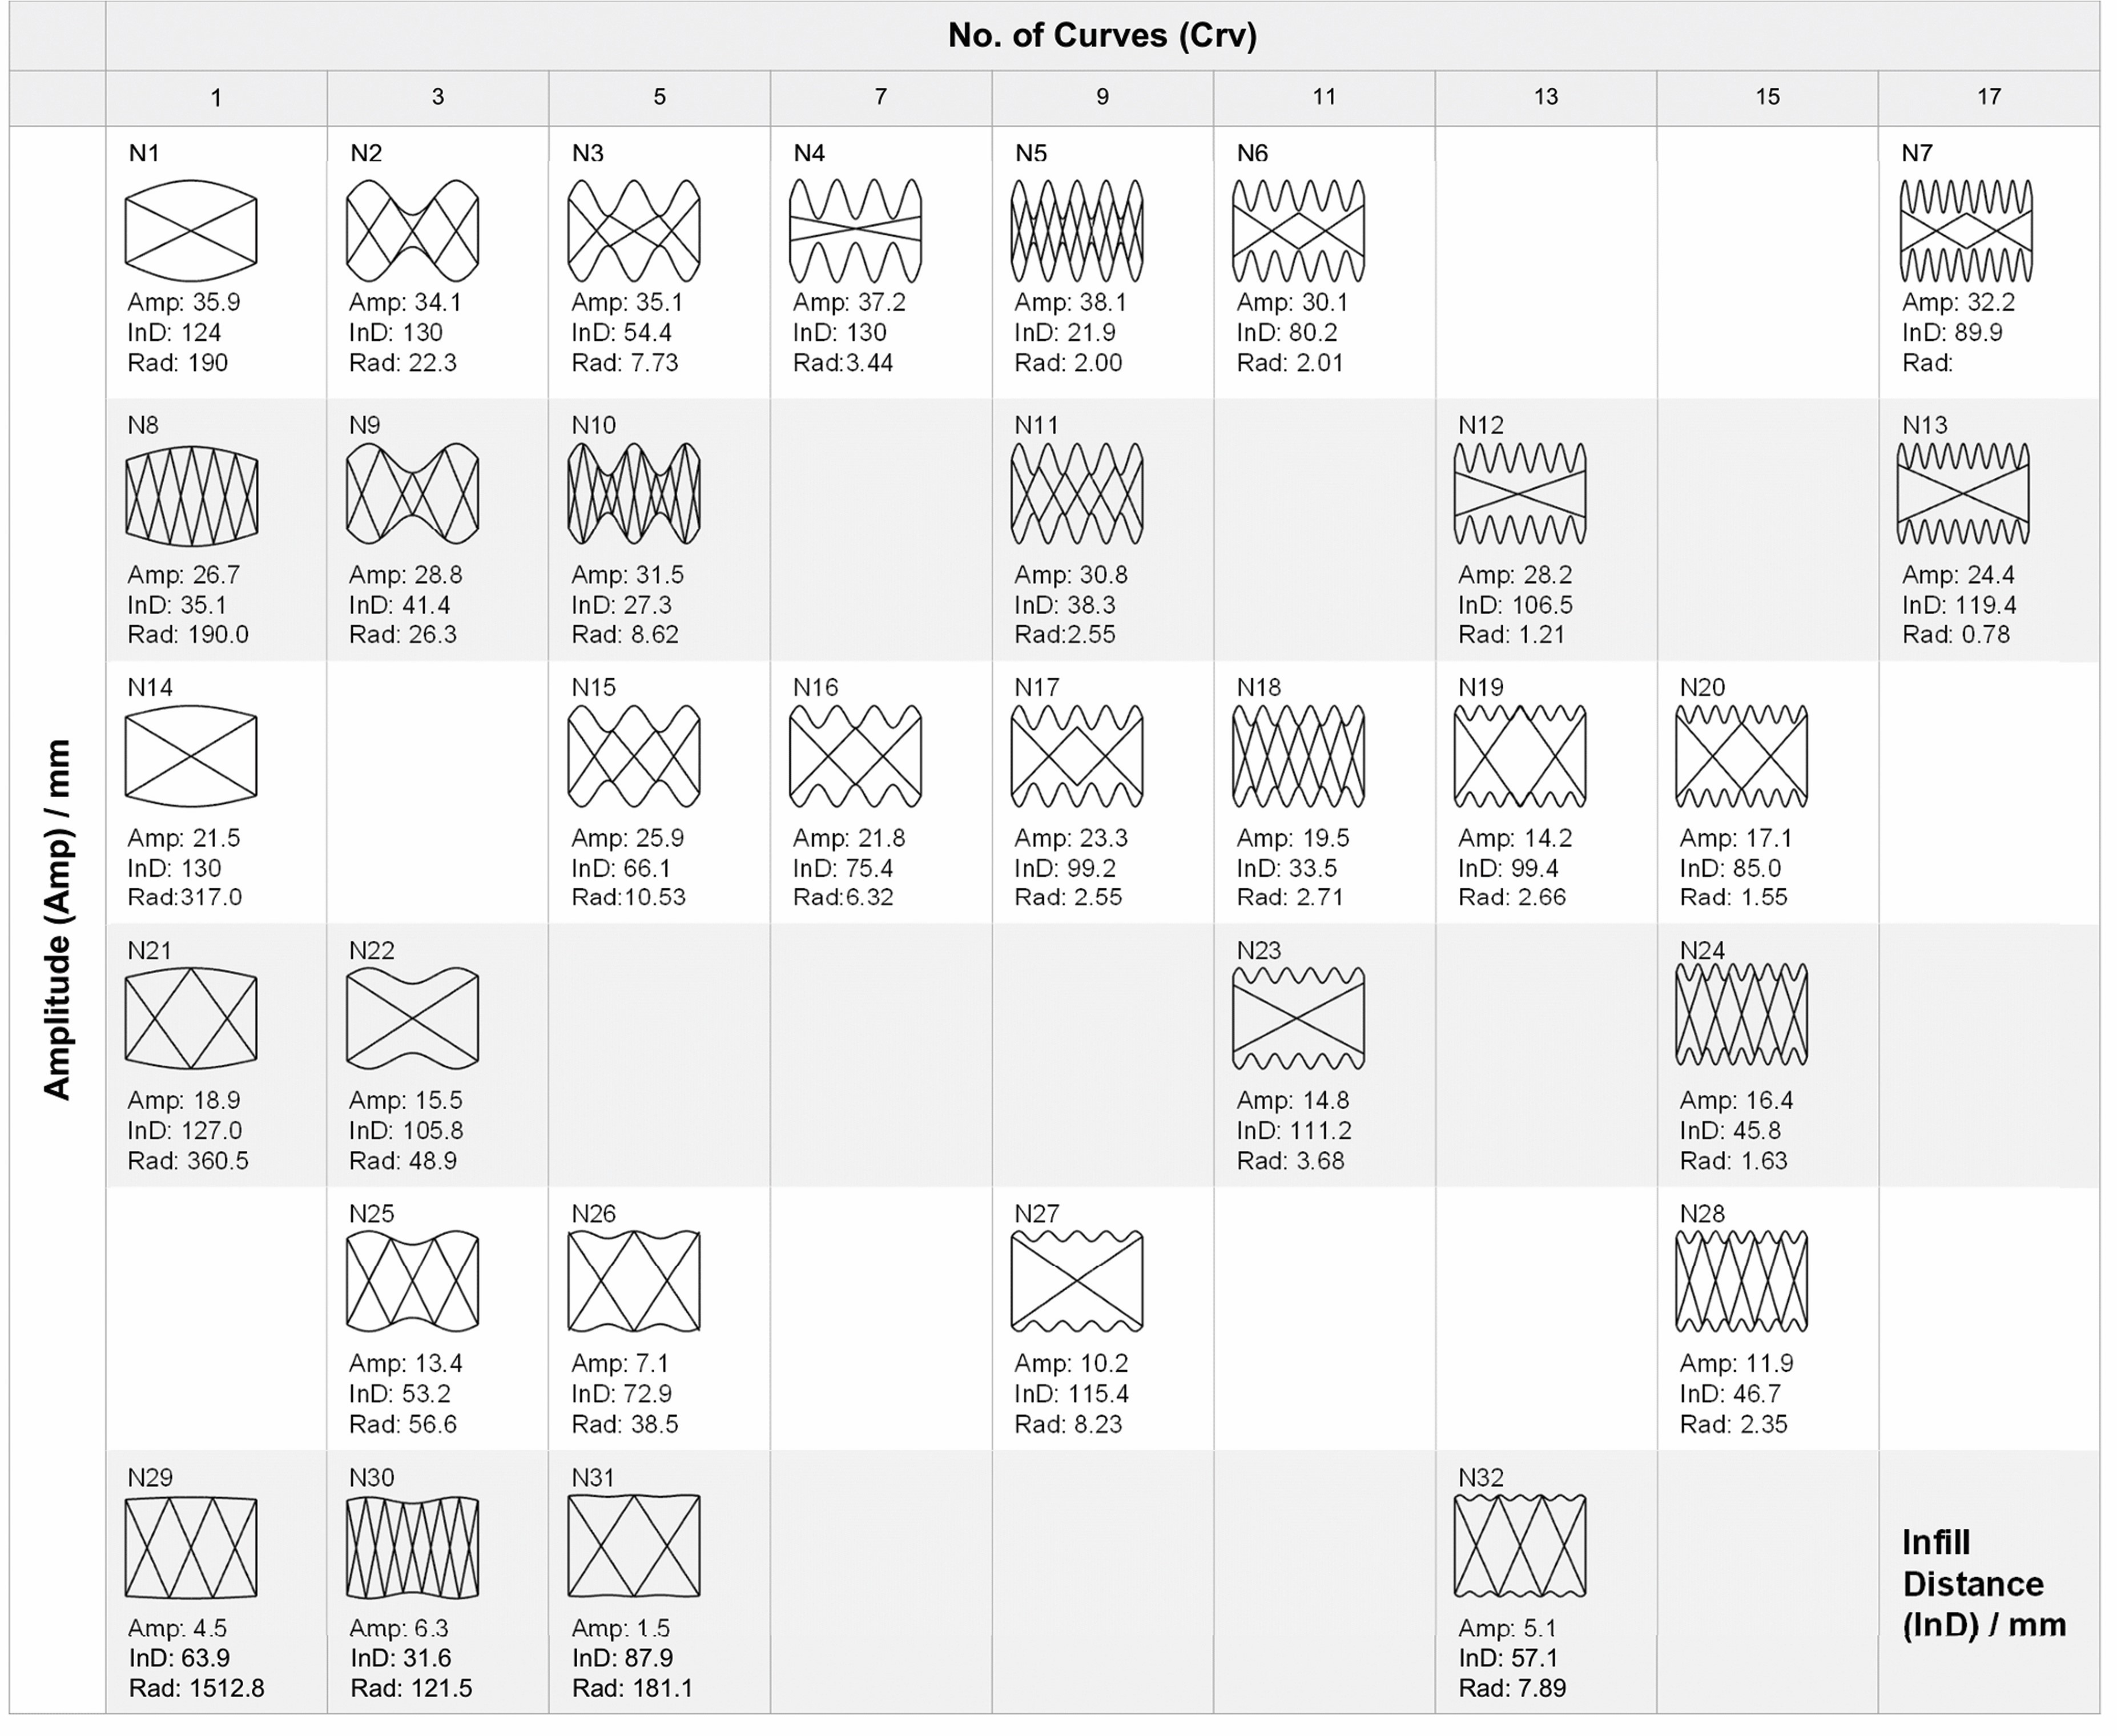 No. of Curves (Crv)
1 3 5 7 9 11 13 15 17
Amplitude (Amp) / mm
N1
Amp: 35.9
InD: 124
Rad: 190
N2
Amp: 34.1
InD: 130
Rad: 22.3
N3
Amp: 35.1
InD: 54.4
Rad: 7.73
N4
Amp: 37.2
InD: 130
Rad:3.44
N5
Amp: 38.1
InD: 21.9
Rad: 2.00
N6
Amp: 30.1
InD: 80.2
Rad: 2.01
N7
Amp: 32.2
InD: 89.9
Rad:
N8
Amp: 26.7
InD: 35.1
Rad: 190.0
N9
Amp: 28.8
InD: 41.4
Rad: 26.3
N10
Amp: 31.5
InD: 27.3
Rad: 8.62
N11
Amp: 30.8
InD: 38.3
Rad:2.55
N12
Amp: 28.2
InD: 106.5
Rad: 1.21
N13
Amp: 24.4
InD: 119.4
Rad: 0.78
N14
Amp: 21.5
InD: 130
Rad:317.0
N15
Amp: 25.9
InD: 66.1
Rad:10.53
N16
Amp: 21.8
InD: 75.4
Rad:6.32
N17
Amp: 23.3
InD: 99.2
Rad: 2.55
N18
Amp: 19.5
InD: 33.5
Rad: 2.71
N19
Amp: 14.2
InD: 99.4
Rad: 2.66
N20
Amp: 17.1
InD: 85.0
Rad: 1.55
N21
Amp: 18.9
InD: 127.0
Rad: 360.5
N22
Amp: 15.5
InD: 105.8
Rad: 48.9
N23
Amp: 14.8
InD: 111.2
Rad: 3.68
N24
Amp: 16.4
InD: 45.8
Rad: 1.63
N25
Amp: 13.4
InD: 53.2
Rad: 56.6
N26
Amp: 7.1
InD: 72.9
Rad: 38.5
N27
Amp: 10.2
InD: 115.4
Rad: 8.23
N28
Amp: 11.9
InD: 46.7
Rad: 2.35
N29
Amp: 4.5
InD: 63.9
Rad: 1512.8
N30
Amp: 6.3
InD: 31.6
Rad: 121.5
N31
Amp: 1.5
InD: 87.9
Rad: 181.1
N32
Amp: 5.1
InD: 57.1
Rad: 7.89
Infill
Distance
(InD) / mm